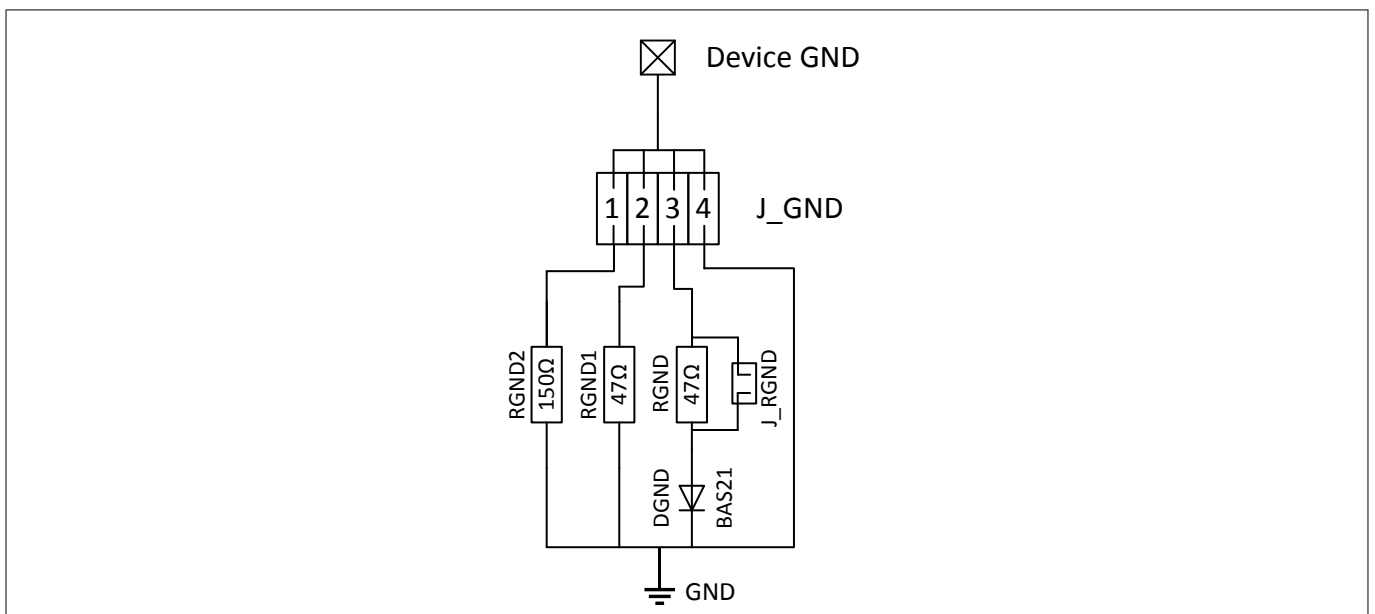 Device GND
1 2 3 4
J_GND
RGND2
150Ω
RGND1
47Ω
RGND
47Ω
J_RGND
DGND
BAS21
GND